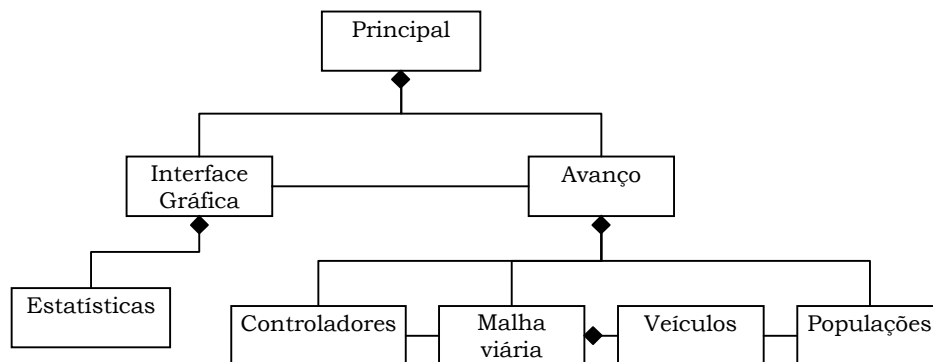 Principal
Interface
Gráfica
Avanço
Estatísticas
Controladores
Malha
viária
Veículos
Populações